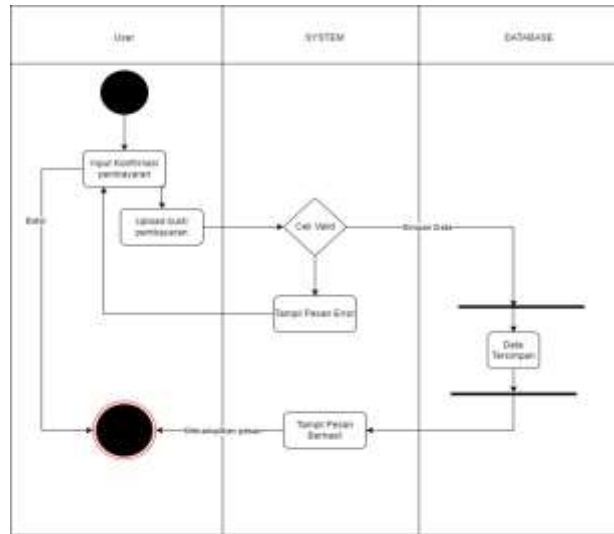 User
SYSTEM
DATABASE
Input Konfirmasi
pembayaran
Batal
Upload bukti
pembayaran
Cek Valid
Simpan Data
Tampil Pesan Error
Data
Tersimpan
Tampil Pesan
Berhasil
pesan